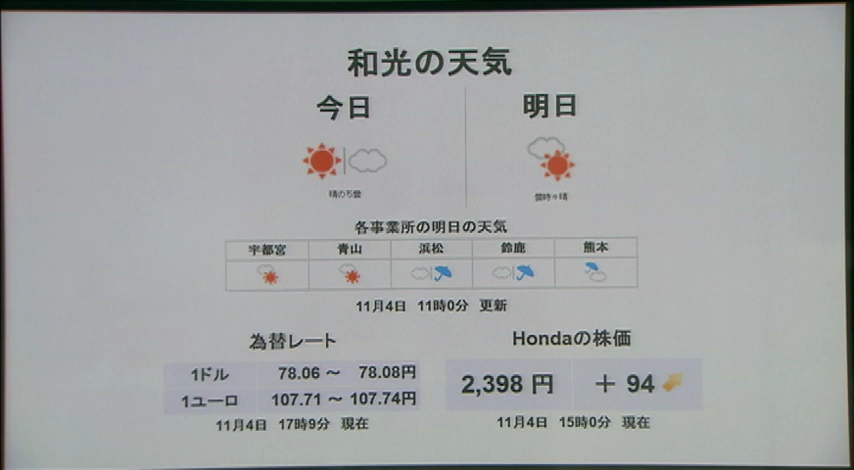 和光の天気
今日 明日
晴のち曇 曇時々晴
各事業所の明日の天気
宇都宮 青山 浜松 鈴鹿 熊本
11月4日 11時0分 更新
為替レート
1ドル 78.06 ～ 78.08円
1ユーロ 107.71 ～ 107.74円
11月4日 17時9分 現在
Hondaの株価
2,398 円 ＋ 94
11月4日 15時0分 現在